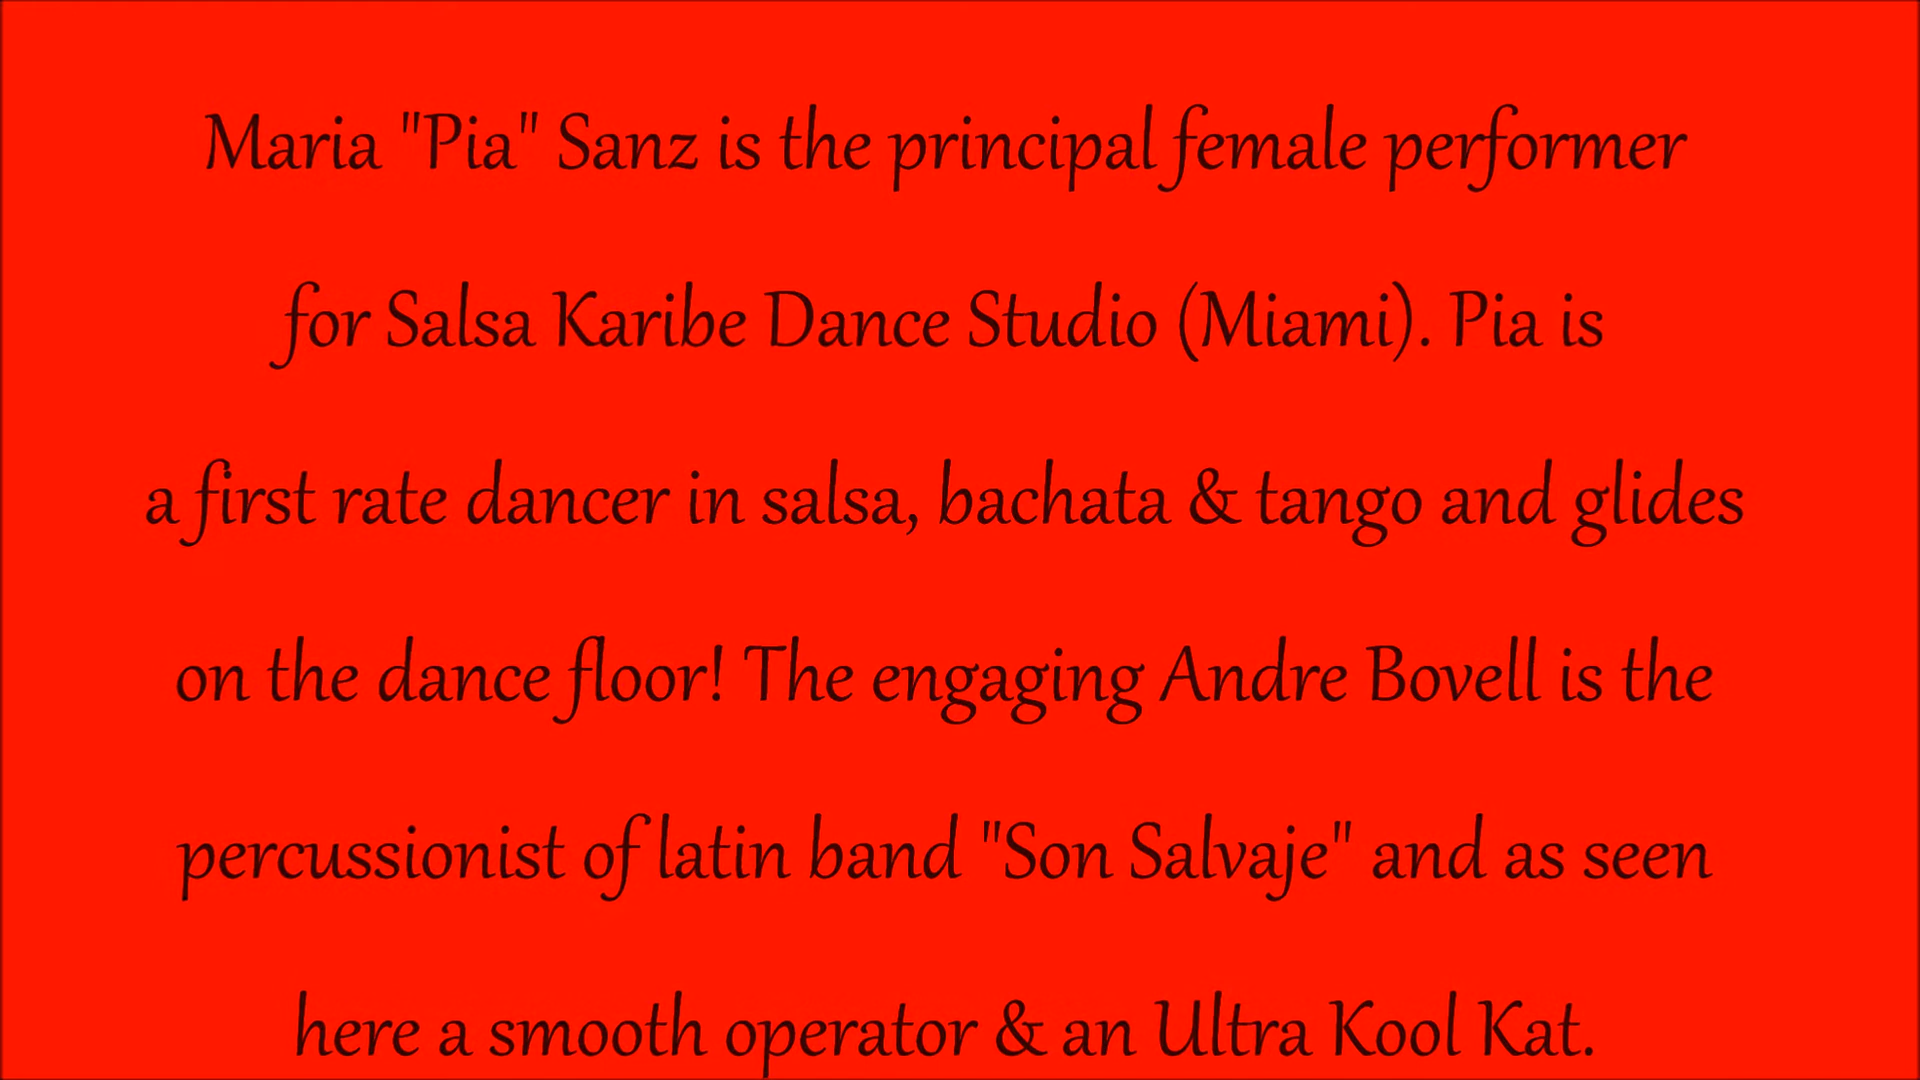 Maria "Pia" Sanz is the principal female performer
for Salsa Karibe Dance Studio (Miami). Pia is
a first rate dancer in salsa, bachata & tango and glides
on the dance floor! The engaging Andre Bovell is the
percussionist of latin band "Son Salvaje" and as seen
here a smooth operator & an Ultra Kool Kat.